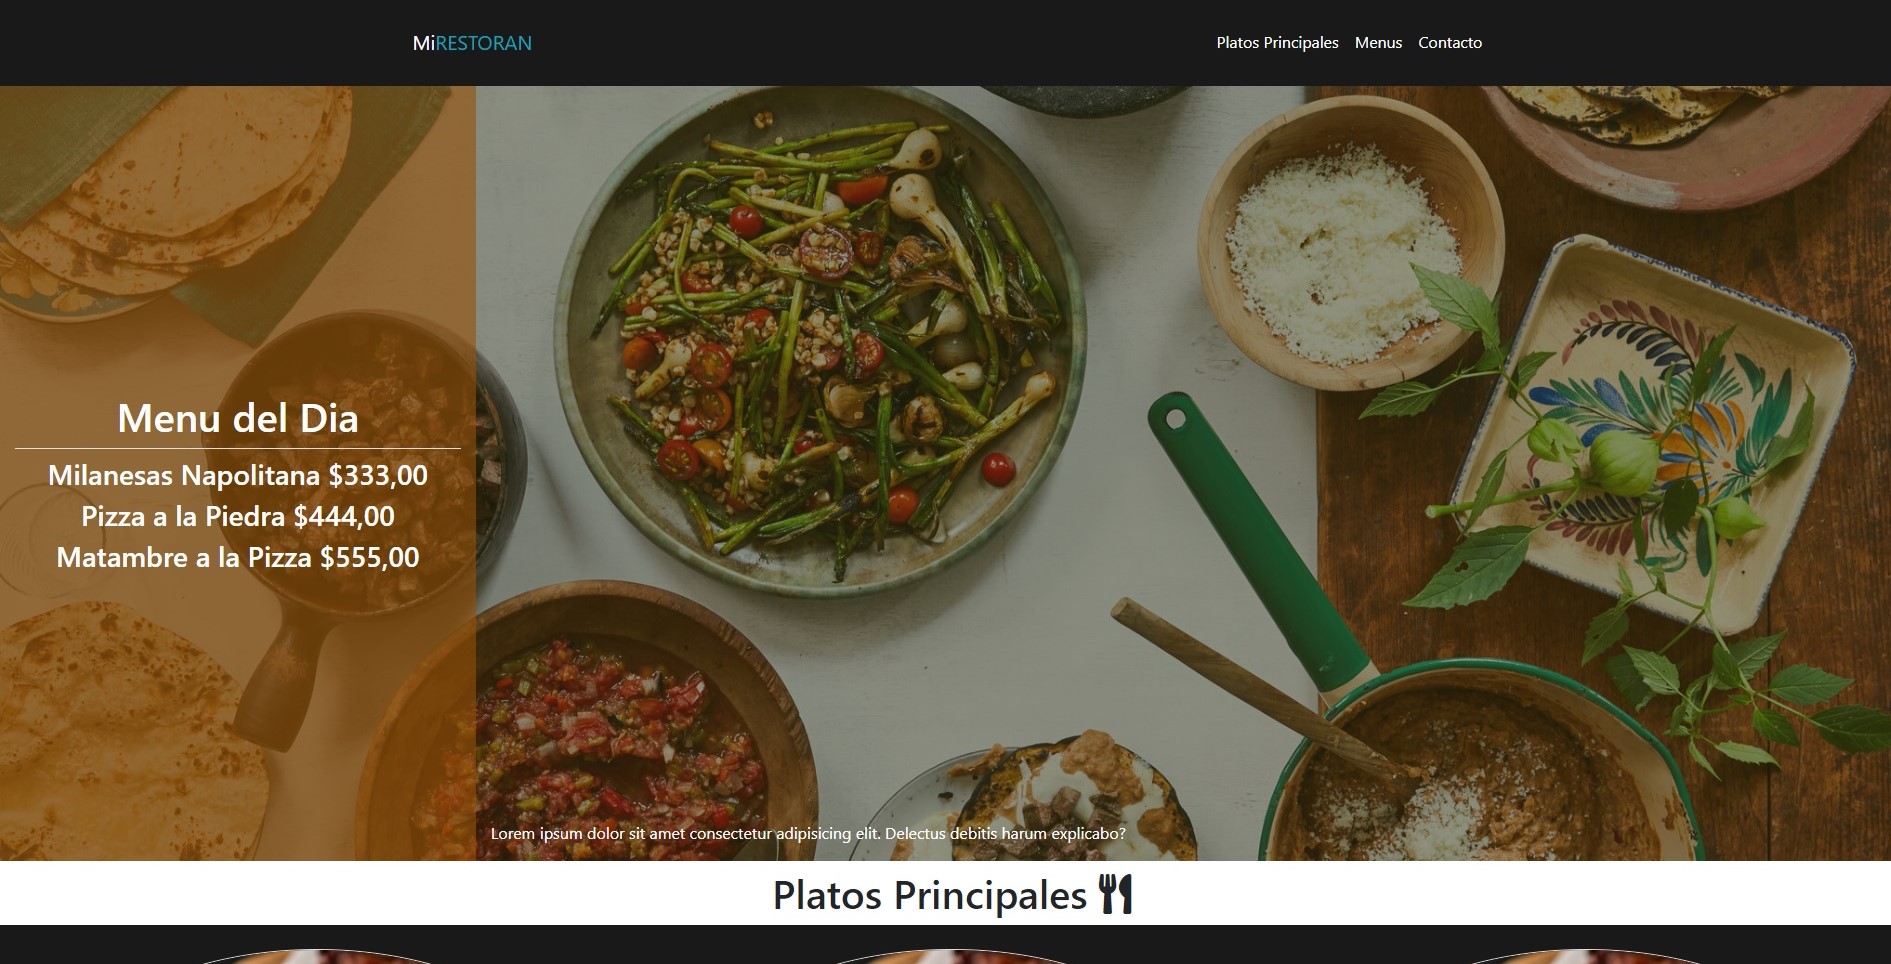 MiRESTORAN
Platos Principales Menus Contacto
Menu del Dia
Milanesas Napolitana $333,00
Pizza a la Piedra $444,00
Matambre a la Pizza $555,00
Lorem ipsum dolor sit amet consectetur adipisicing elit. Delectus debitis harum explicabo?
Platos Principales